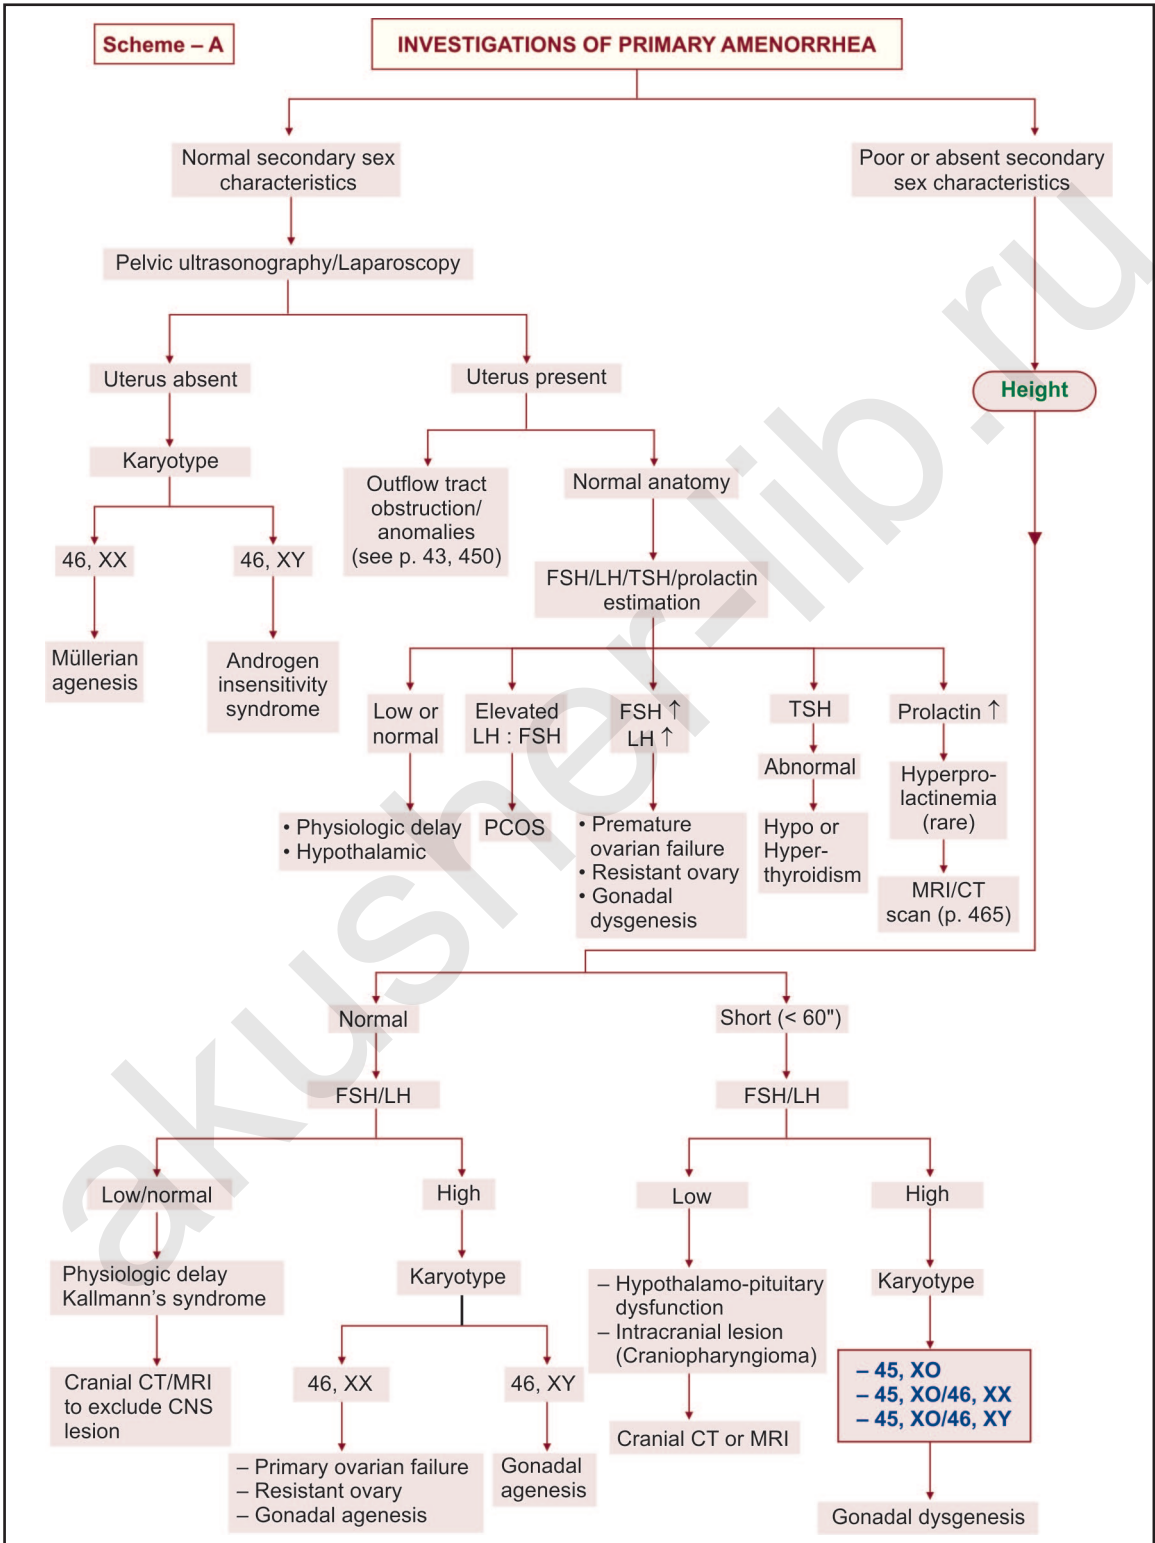 Scheme – A
INVESTIGATIONS OF PRIMARY AMENORRHEA
Normal secondary sex
characteristics
Poor or absent secondary
sex characteristics
Pelvic ultrasonography/Laparoscopy
Uterus absent
Uterus present
Height
Karyotype
Outflow tract
obstruction/
anomalies
(see p. 43, 450)
Normal anatomy
46, XX
46, XY
FSH/LH/TSH/prolactin
estimation
Müllerian
agenesis
Androgen
insensitivity
syndrome
Low or
normal
Elevated
LH : FSH
FSH ↑
LH ↑
TSH
Prolactin ↑
Abnormal
Hyperpro-
lactinemia
(rare)
• Physiologic delay
• Hypothalamic
PCOS
• Premature
ovarian failure
• Resistant ovary
• Gonadal
dysgenesis
Hypo or
Hyper-
thyroidism
MRI/CT
scan (p. 465)
Normal
Short (< 60")
FSH/LH
FSH/LH
Low/normal
High
Low
High
Physiologic delay
Kallmann's syndrome
Karyotype
– Hypothalamo-pituitary
dysfunction
– Intracranial lesion
(Craniopharyngioma)
Karyotype
Cranial CT/MRI
to exclude CNS
lesion
46, XX
46, XY
– 45, XO
– 45, XO/46, XX
– 45, XO/46, XY
Cranial CT or MRI
– Primary ovarian failure
– Resistant ovary
– Gonadal agenesis
Gonadal
agenesis
Gonadal dysgenesis
akusher-lib.ru